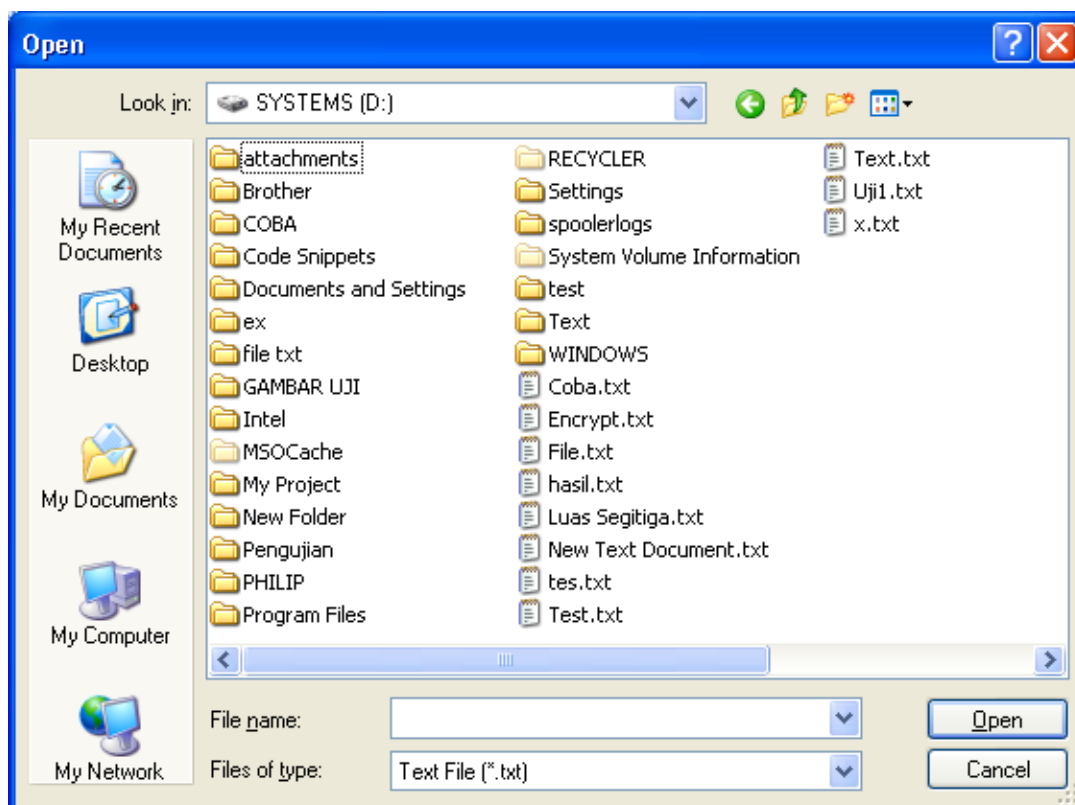 Open
Look in:
SYSTEMS (D:)
My Recent
Documents
Desktop
My Documents
My Computer
My Network
attachments
Brother
COBA
Code Snippets
Documents and Settings
ex
file txt
GAMBAR UJI
Intel
MSOCache
My Project
New Folder
Pengujian
PHILIP
Program Files
RECYCLER
Settings
spoolerlogs
System Volume Information
test
Text
WINDOWS
Coba.txt
Encrypt.txt
File.txt
hasil.txt
Luas Segitiga.txt
New Text Document.txt
tes.txt
Test.txt
Text.txt
Uji1.txt
x.txt
File name:
Open
Files of type:
Text File (*.txt)
Cancel